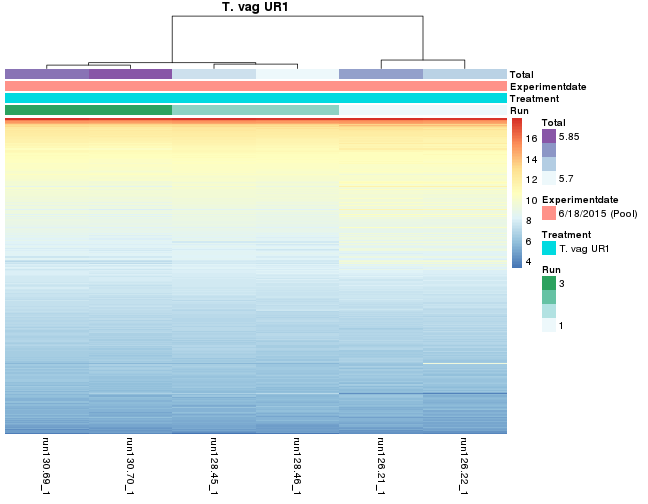 T. vag UR1
Total
Experimentdate
Treatment
Run
16
14
12
10
8
6
4
Total
5.85
5.7
Experimentdate
6/18/2015 (Pool)
Treatment
T. vag UR1
Run
3
1
run130.69_1
run130.70_1
run128.45_1
run128.46_1
run126.21_1
run126.22_1